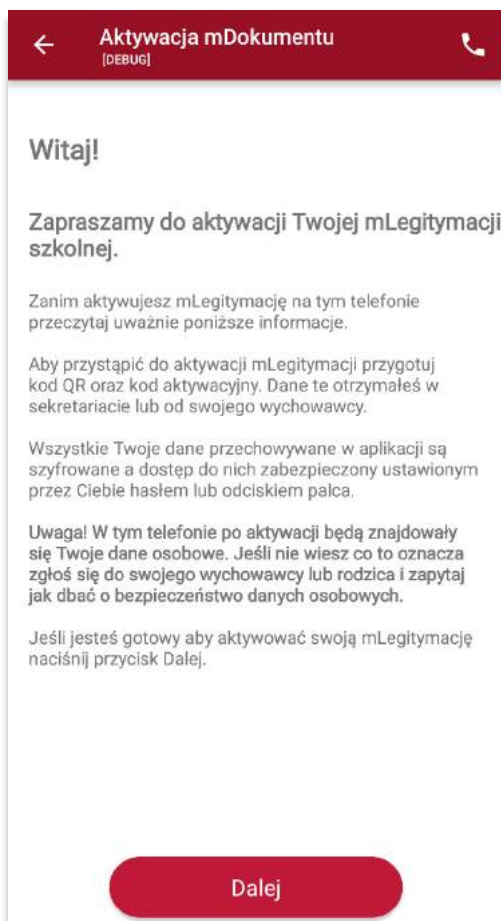 Aktywacja mDokumentu
[DEBUG]
Witaj!
Zapraszamy do aktywacji Twojej mLegitymacji
szkolnej.
Zanim aktywujesz mLegitymację na tym telefonie
przeczytaj uważnie poniższe informacje.
Aby przystąpić do aktywacji mLegitymacji przygotuj
kod QR oraz kod aktywacyjny. Dane te otrzymałeś w
sekretariacie lub od swojego wychowawcy.
Wszystkie Twoje dane przechowywane w aplikacji są
szyfrowane a dostęp do nich zabezpieczony ustawionym
przez Ciebie hasłem lub odciskiem palca.
Uwaga! W tym telefonie po aktywacji będą znajdowały
się Twoje dane osobowe. Jeśli nie wiesz co to oznacza
zgłoś się do swojego wychowawcy lub rodzica i zapytaj
jak dbać o bezpieczeństwo danych osobowych.
Jeśli jesteś gotowy aby aktywować swoją mLegitymację
naciśnij przycisk Dalej.
Dalej